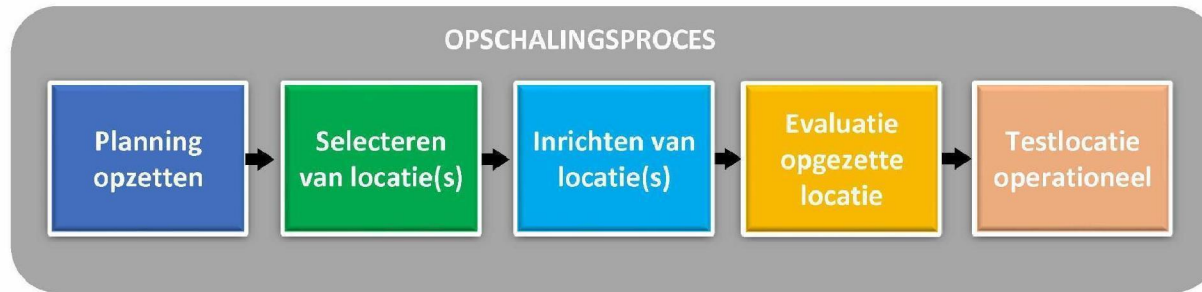 OPSCHALINGSPROCES
Planning
opzetten
Selecteren
van locatie(s)
Inrichten van
locatie(s)
Evaluatie
opgezette
locatie
Testlocatie
operationeel